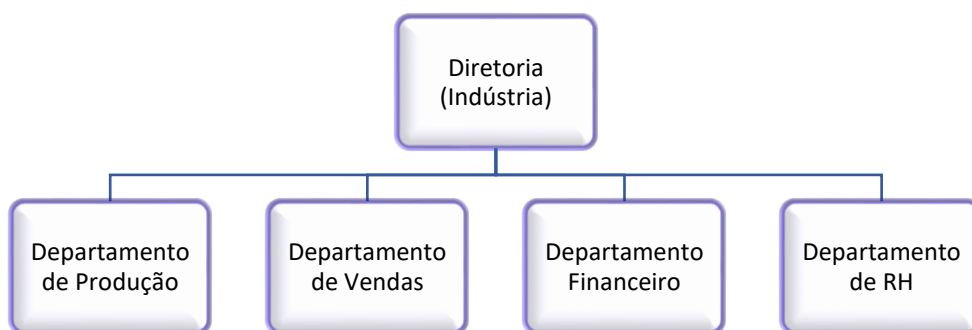 Diretoria
(Indústria)
Departamento
de Produção
Departamento
de Vendas
Departamento
Financeiro
Departamento
de RH